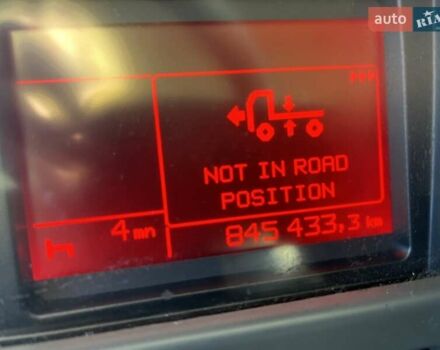 auto RIA
NOT IN ROAD
POSITION
4 mn
845 433,3 km